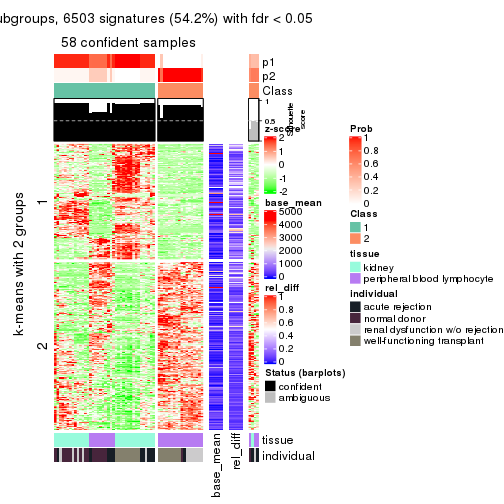 ubgroups, 6503 signatures (54.2%) with fdr < 0.05
58 confident samples
p1
p2
Class
1
0.5
0
Silhouette
score
k-means with 2 groups
1
2
z-score
2
1
0
-1
-2
base_mean
5000
4000
3000
2000
1000
0
rel_diff
1
0.8
0.6
0.4
0.2
0
Status (barplots)
confident
ambiguous
Prob
1
0.8
0.6
0.4
0.2
0
Class
1
2
tissue
kidney
peripheral blood lymphocyte
individual
acute rejection
normal donor
renal dysfunction w/o rejection
well-functioning transplant
tissue
individual
base_mean
rel_diff